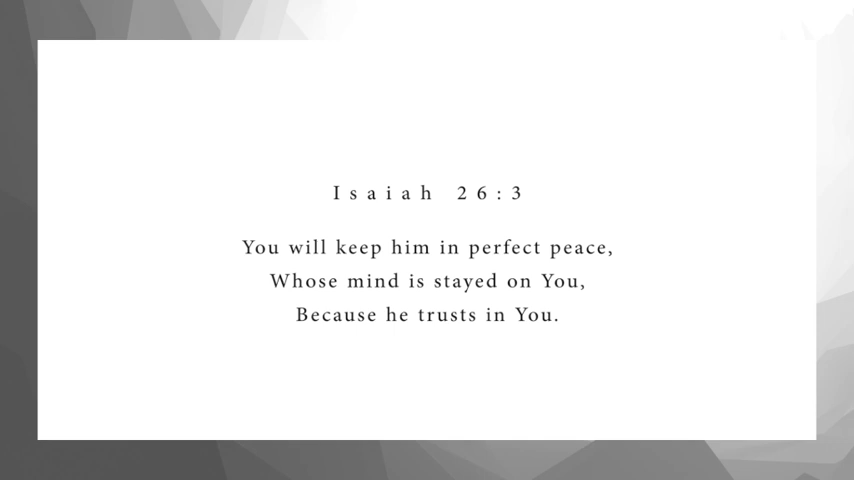 Isaiah 26:3
You will keep him in perfect peace,
Whose mind is stayed on You,
Because he trusts in You.